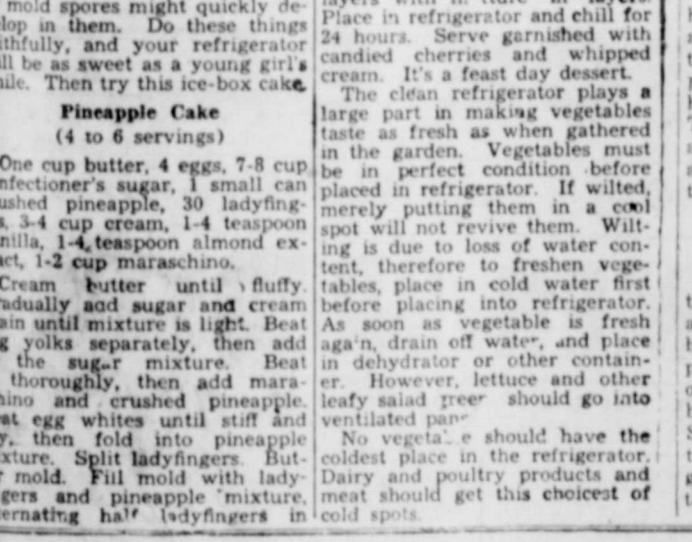 mold spores might quickly de-
lop in them. Do these things
ithfully, and your refrigerator
ll be as sweet as a young girl's
ile. Then try this ice-box cake.
Pineapple Cake
(4 to 6 servings)
One cup butter, 4 eggs, 7-8 cup
nfectioner's sugar, 1 small can
ushed pineapple, 30 ladyfing-
s, 3-4 cup cream, 1-4 teaspoon
nilla, 1-4 teaspoon almond ex-
act, 1-2 cup maraschino.
Cream butter until fluffy.
radually add sugar and cream
ain until mixture is light. Beat
g yolks separately, then add
the sugar mixture. Beat
thoroughly, then add mara-
hino and crushed pineapple.
at egg whites until stiff and
y, then fold into pineapple
xture. Split ladyfingers. But-
r mold. Fill mold with lady-
gers and pineapple mixture,
ernating half ladyfingers in
layers
Place in refrigerator and chill for
24 hours. Serve garnished with
candied cherries and whipped
cream. It's a feast day dessert.
The clean refrigerator plays a
large part in making vegetables
taste as fresh as when gathered
in the garden. Vegetables must
be in perfect condition before
placed in refrigerator. If wilted,
merely putting them in a cool
spot will not revive them. Wilt-
ing is due to loss of water con-
tent, therefore to freshen vege-
tables, place in cold water first
before placing into refrigerator.
As soon as vegetable is fresh
again, drain off water, and place
in dehydrator or other contain-
er. However, lettuce and other
leafy salad green should go into
ventilated pans
No vegetable should have the
coldest place in the refrigerator.
Dairy and poultry products and
meat should get this choicest of
cold spots.